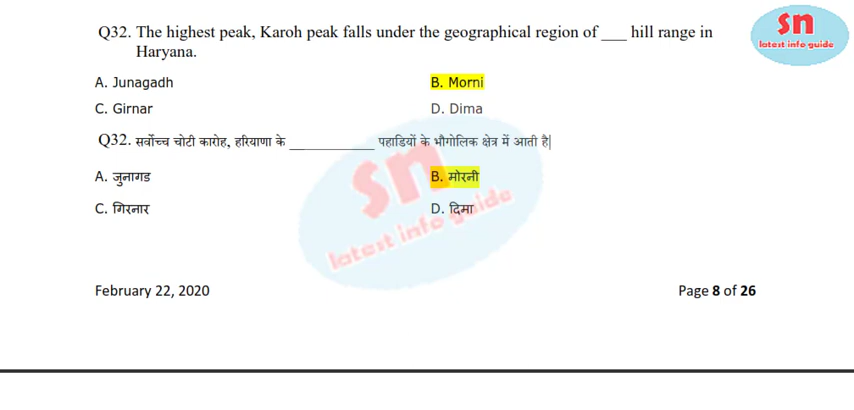 sn
latest info guide
Q32. The highest peak, Karoh peak falls under the geographical region of ___ hill range in
Haryana.
A. Junagadh B. Morni
C. Girnar D. Dima
Q32. सर्वोच्च चोटी कारोह, हरियाणा के ____________ पहाडियों के भौगोलिक क्षेत्र में आती है|
A. जुनागड B. मोरनी
C. गिरनार D. दिमा
sn
latest info guide
February 22, 2020 Page 8 of 26